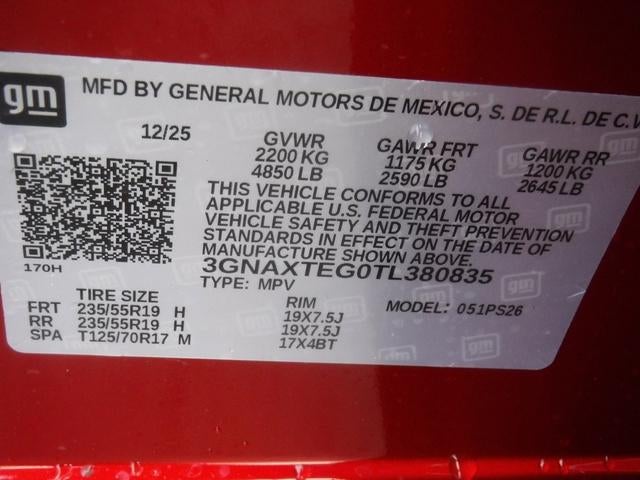 gm
MFD BY GENERAL MOTORS DE MEXICO, S. DE R.L. DE C.V
12/25
GVWR GAWR FRT GAWR RR
2200 KG 1175 KG 1200 KG
4850 LB 2590 LB 2645 LB
THIS VEHICLE CONFORMS TO ALL
APPLICABLE U.S. FEDERAL MOTOR
VEHICLE SAFETY AND THEFT PREVENTION
STANDARDS IN EFFECT ON THE DATE OF
MANUFACTURE SHOWN ABOVE.
170H
3GNAXTEG0TL380835
TYPE: MPV
TIRE SIZE RIM MODEL: 051PS26
FRT 235/55R19 H 19X7.5J
RR 235/55R19 H 19X7.5J
SPA T125/70R17 M 17X4BT